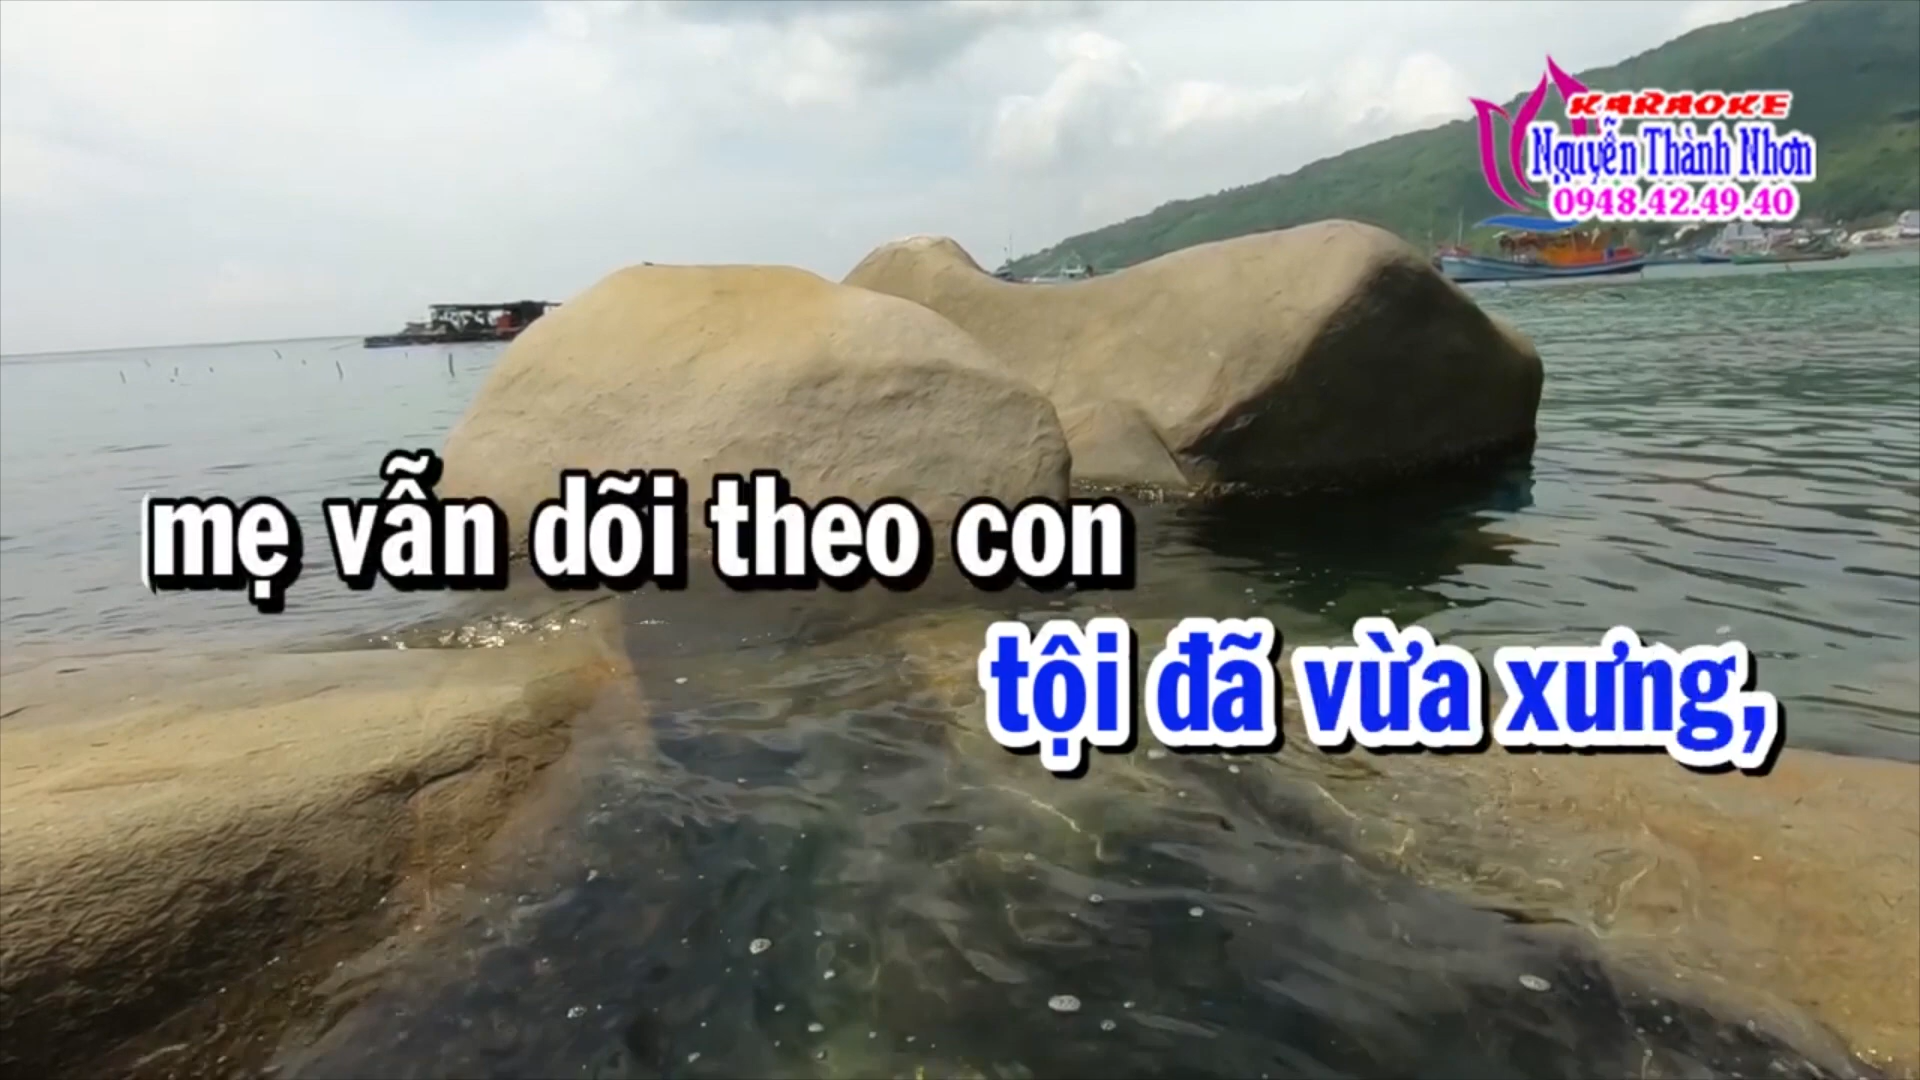 KARAOKE
Nguyễn Thành Nhơn
0948.42.49.40
mẹ vẫn dõi theo con
tội đã vừa xưng,